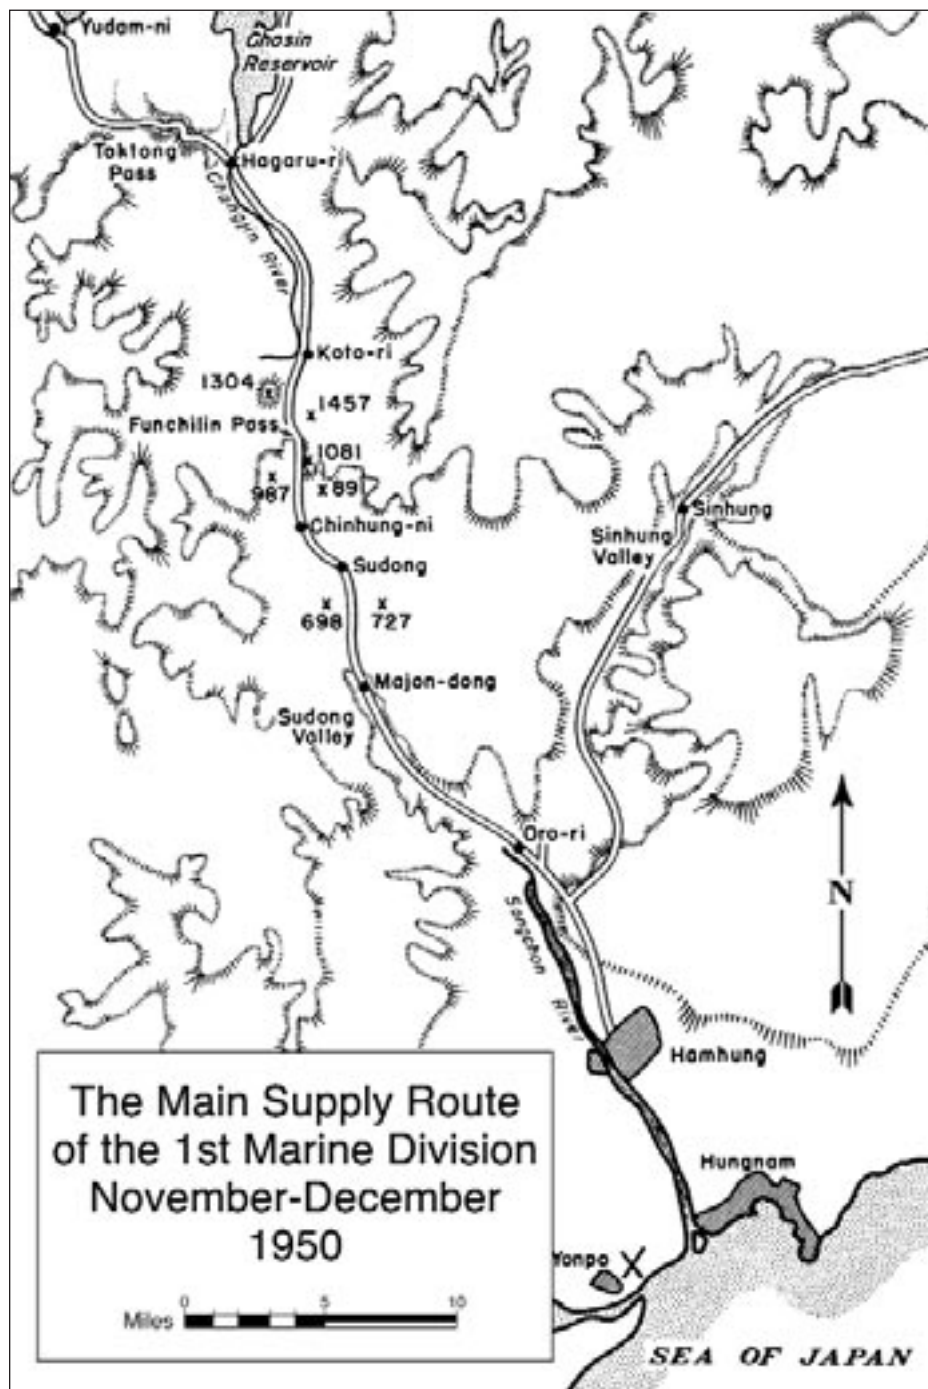 Yudam-ni
Chosin
Reservoir
Toktong
Pass
Hagaru-ri
Changjin River
Koto-ri
1304
1457
Funchilin Pass
1081
987
891
Chinhung-ni
Sinhung
Sinhung
Valley
Sudong
698
727
Majon-dong
Sudong
Valley
Oro-ri
Songchon River
N
Hamhung
The Main Supply Route
of the 1st Marine Division
November-December
1950
Hungnam
Yonpo
Miles 0 5 10
SEA OF JAPAN